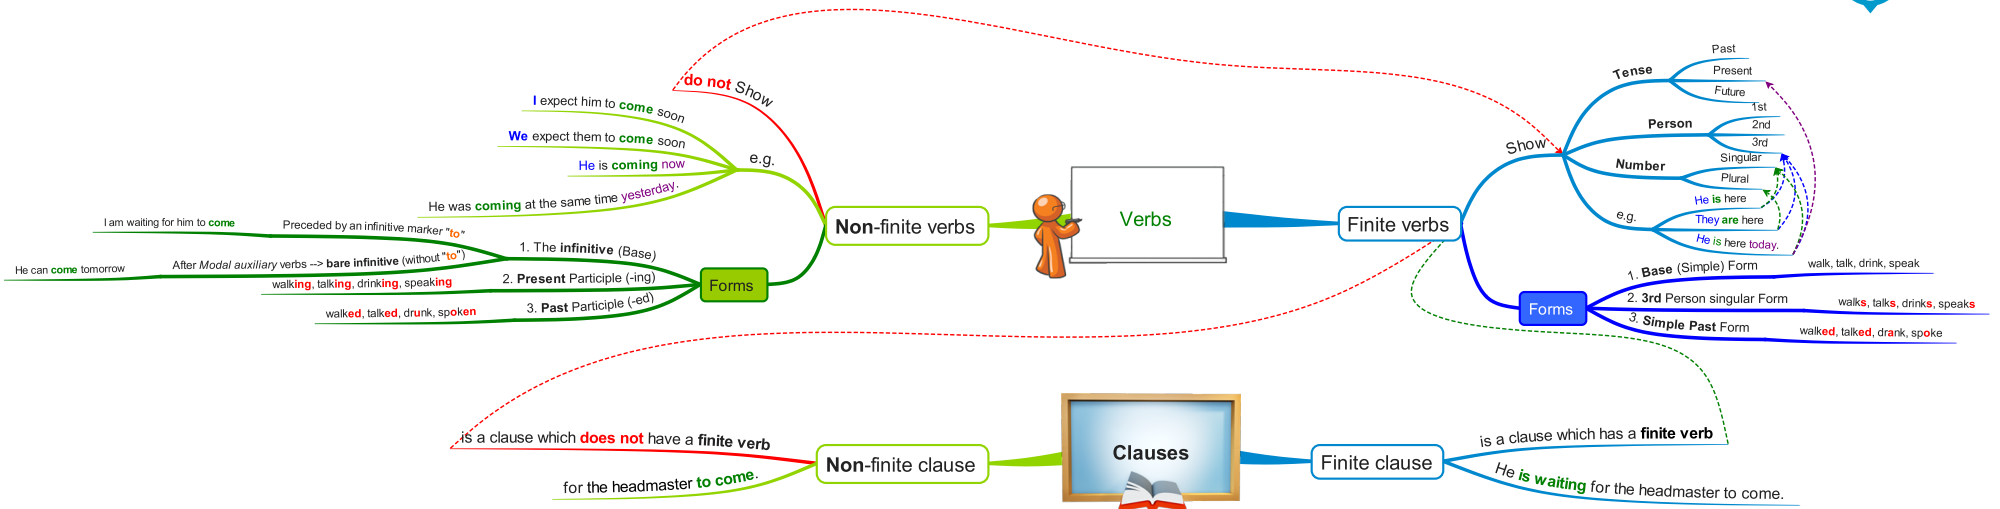 Verbs
Non-finite verbs
do not Show
e.g.
I expect him to come soon
We expect them to come soon
He is coming now
He was coming at the same time yesterday.
Forms
1. The infinitive (Base)
Preceded by an infinitive marker "to"
I am waiting for him to come
After Modal auxiliary verbs --> bare infinitive (without "to")
He can come tomorrow
2. Present Participle (-ing)
walking, talking, drinking, speaking
3. Past Participle (-ed)
walked, talked, drunk, spoken
Finite verbs
Show
Tense
Past
Present
Future
Person
1st
2nd
3rd
Number
Singular
Plural
e.g.
He is here
They are here
He is here today.
Forms
1. Base (Simple) Form
walk, talk, drink, speak
2. 3rd Person singular Form
walks, talks, drinks, speaks
3. Simple Past Form
walked, talked, drank, spoke
Clauses
Non-finite clause
is a clause which does not have a finite verb
for the headmaster to come.
Finite clause
is a clause which has a finite verb
He is waiting for the headmaster to come.